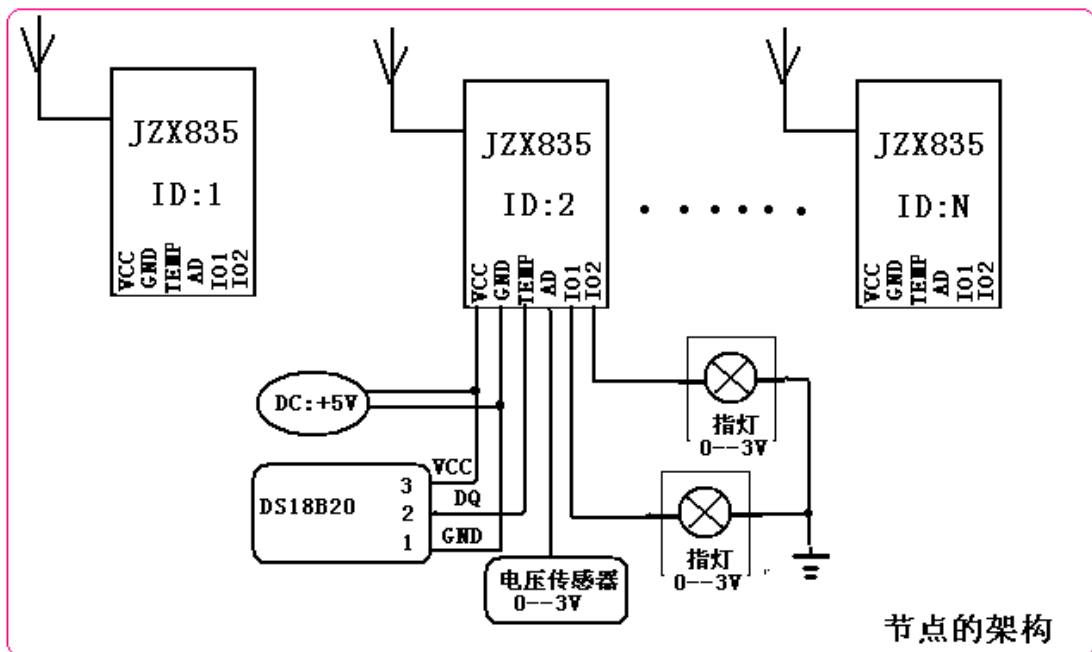 JZX835
ID:1
VCC
GND
TEMP
AD
IO1
IO2
JZX835
ID:2
VCC
GND
TEMP
AD
IO1
IO2
JZX835
ID:N
VCC
GND
TEMP
AD
IO1
IO2
DC:+5V
指灯
0--3V
DS18B20
3
2
1
VCC
DQ
GND
指灯
0--3V
电压传感器
0--3V
节点的架构